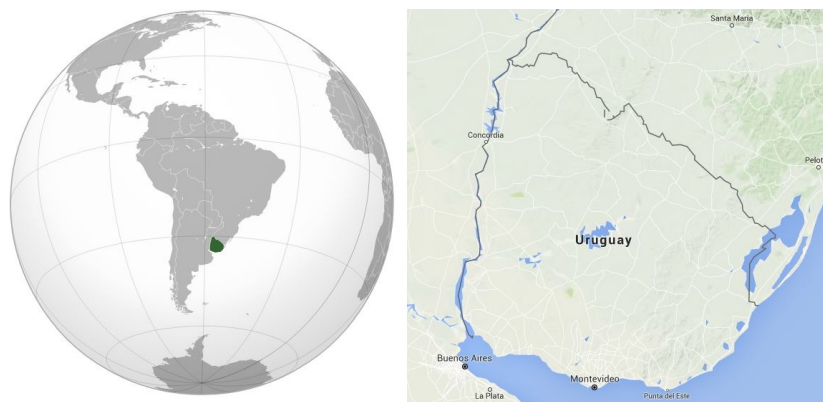 Santa Maria
Concordia
Pelot
Uruguay
Buenos Aires
La Plata
Montevideo
Punta del Este